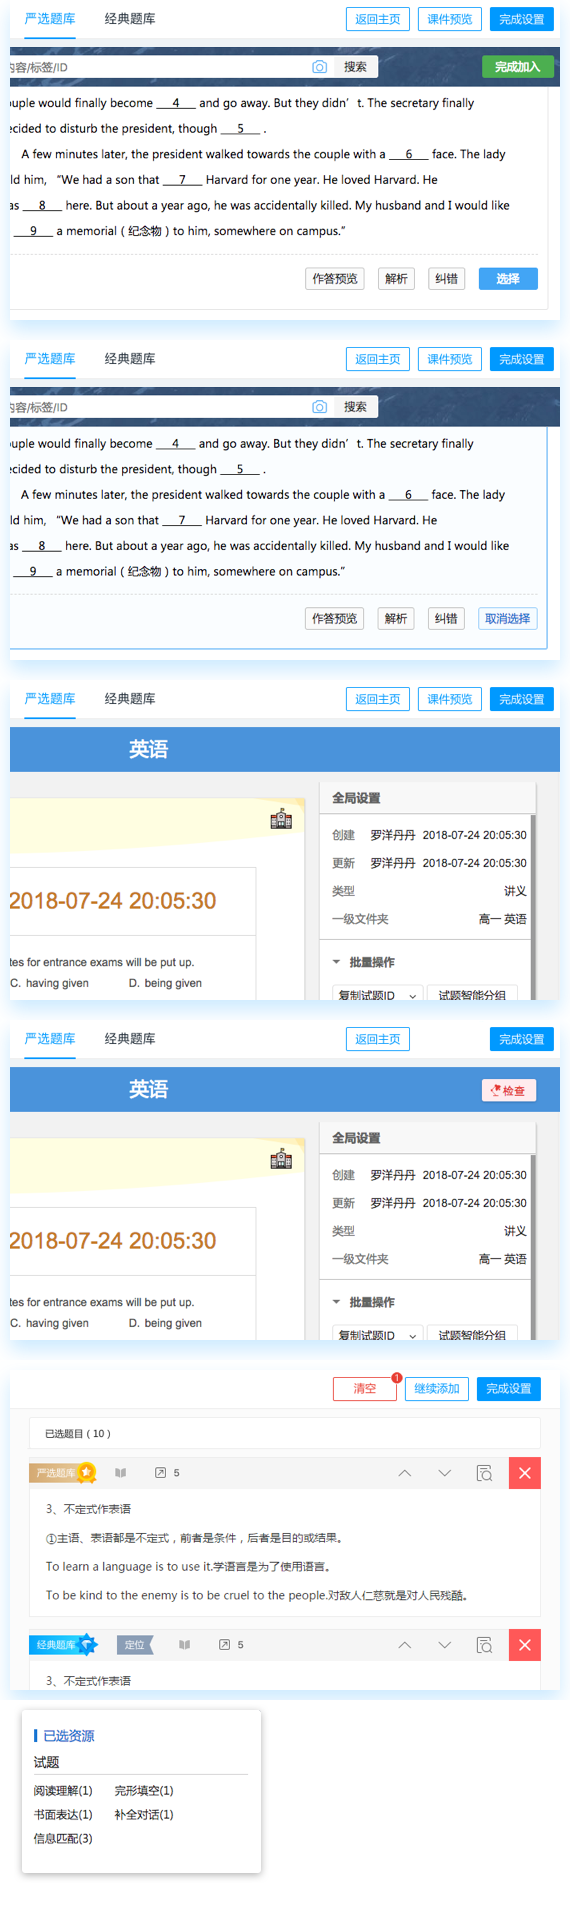 严选题库 经典题库 返回主页 课件预览 完成设置
内容/标签/ID 搜索 完成加入
ouple would finally become 4 and go away. But they didn't. The secretary finally
ecided to disturb the president, though 5 .
A few minutes later, the president walked towards the couple with a 6 face. The lady
ld him, “We had a son that 7 Harvard for one year. He loved Harvard. He
as 8 here. But about a year ago, he was accidentally killed. My husband and I would like
9 a memorial (纪念物) to him, somewhere on campus.”
作答预览 解析 纠错 选择
严选题库 经典题库 返回主页 课件预览 完成设置
内容/标签/ID 搜索
ouple would finally become 4 and go away. But they didn't. The secretary finally
ecided to disturb the president, though 5 .
A few minutes later, the president walked towards the couple with a 6 face. The lady
ld him, “We had a son that 7 Harvard for one year. He loved Harvard. He
as 8 here. But about a year ago, he was accidentally killed. My husband and I would like
9 a memorial (纪念物) to him, somewhere on campus.”
作答预览 解析 纠错 取消选择
严选题库 经典题库 返回主页 课件预览 完成设置
英语
全局设置
创建 罗洋丹丹 2018-07-24 20:05:30
更新 罗洋丹丹 2018-07-24 20:05:30
类型 讲义
一级文件夹 高一 英语
批量操作
复制试题ID 试题智能分组
2018-07-24 20:05:30
tes for entrance exams will be put up.
C. having given D. being given
严选题库 经典题库 返回主页 完成设置
英语 检查
全局设置
创建 罗洋丹丹 2018-07-24 20:05:30
更新 罗洋丹丹 2018-07-24 20:05:30
类型 讲义
一级文件夹 高一 英语
批量操作
复制试题ID 试题智能分组
2018-07-24 20:05:30
tes for entrance exams will be put up.
C. having given D. being given
清空 1 继续添加 完成设置
已选题目 ( 10 )
严选题库 5
3、不定式作表语
①主语、表语都是不定式，前者是条件，后者是目的或结果。
To learn a language is to use it.学语言是为了使用语言。
To be kind to the enemy is to be cruel to the people.对敌人仁慈就是对人民残酷。
经典题库 定位 5
3、不定式作表语
已选资源
试题
阅读理解(1) 完形填空(1)
书面表达(1) 补全对话(1)
信息匹配(3)